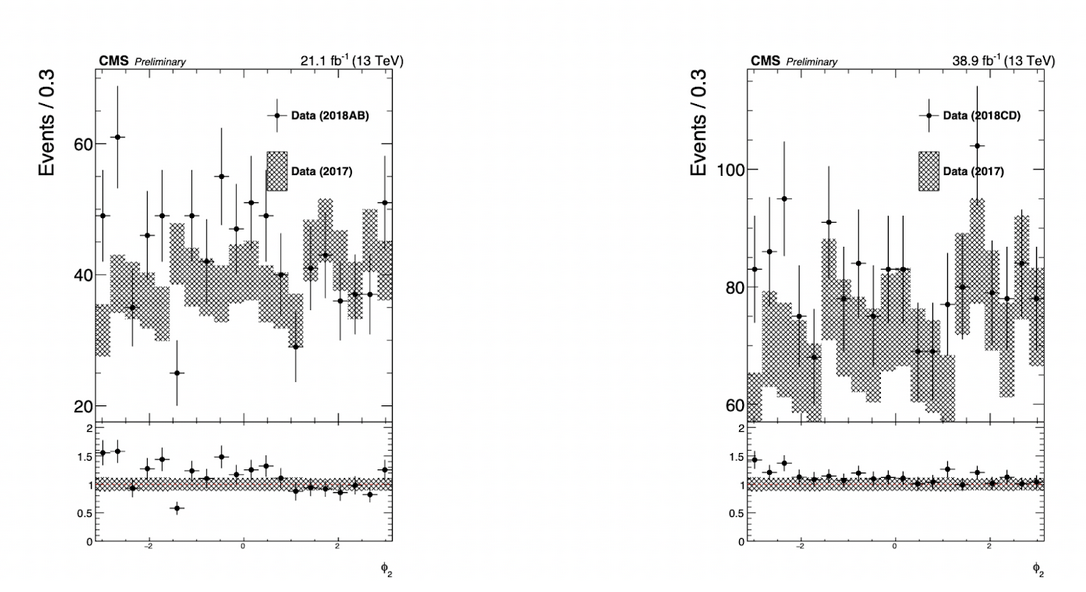 CMS Preliminary 21.1 fb⁻¹ (13 TeV)
Events / 0.3
Data (2018AB)
Data (2017)
60
40
20
2
1.5
1
0.5
0
−2 0 2
ϕ₂
CMS Preliminary 38.9 fb⁻¹ (13 TeV)
Events / 0.3
Data (2018CD)
Data (2017)
100
80
60
2
1.5
1
0.5
0
−2 0 2
ϕ₂